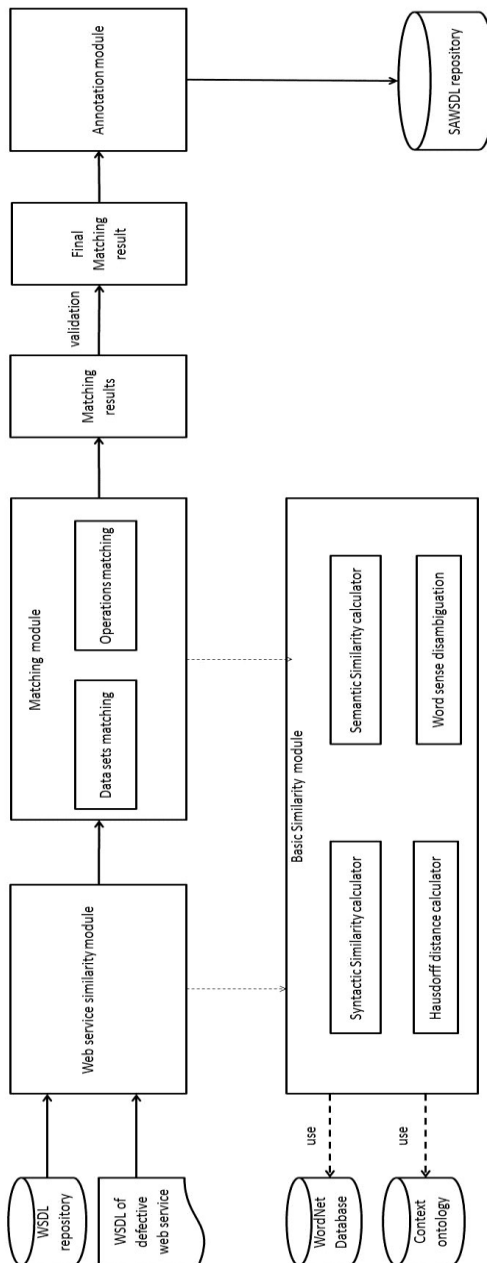 WSDL
repository
WSDL of
defective
web service
Web service similarity module
Matching module
Data sets matching
Operations matching
Matching
results
validation
Final
Matching
result
Annotation module
SAWSDL repository
Basic Similarity module
Syntactic Similarity calculator
Semantic Similarity calculator
Hausdorff distance calculator
Word sense disambiguation
use
WordNet
Database
use
Context
ontology